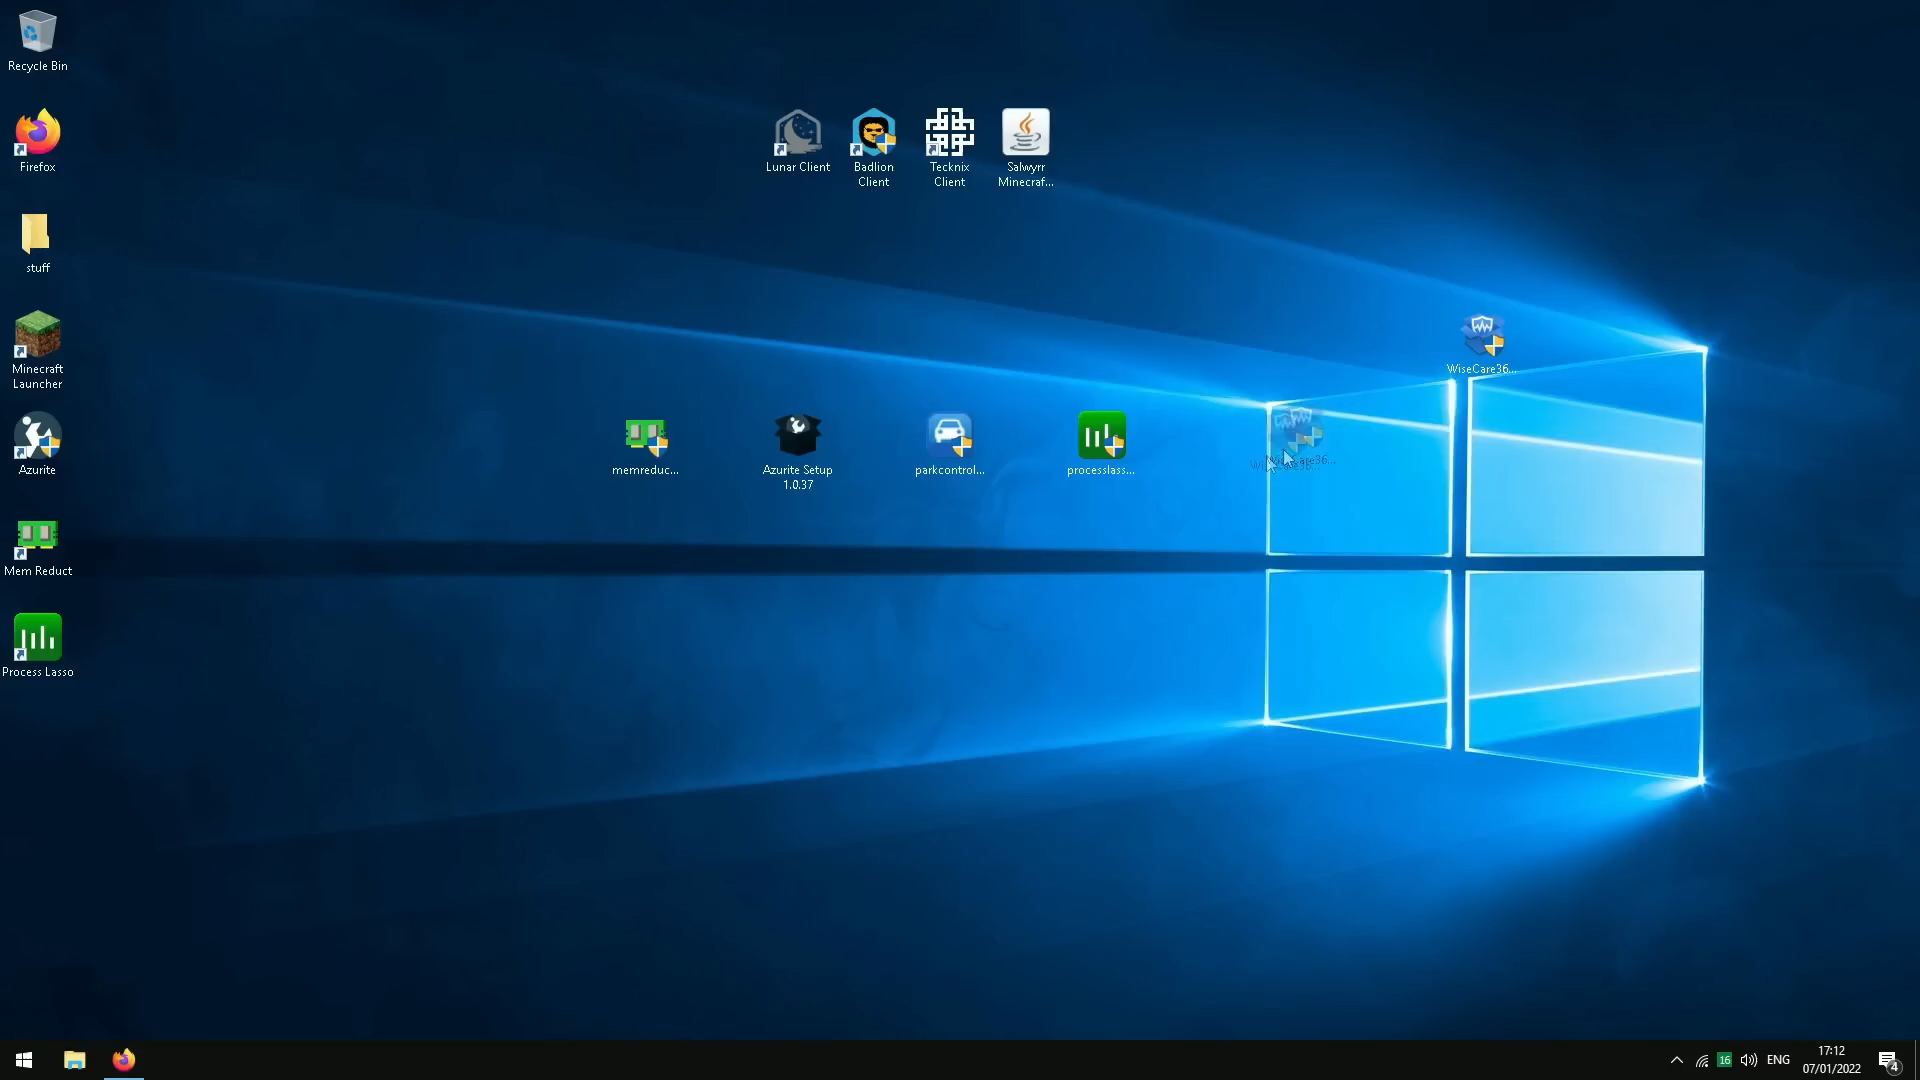 Recycle Bin
Firefox
stuff
Minecraft
Launcher
Azurite
Mem Reduct
Process Lasso
Lunar Client
Badlion
Client
Tecknix
Client
Salwyrr
Minecraf...
WiseCare36...
memreduc...
Azurite Setup
1.0.37
parkcontrol...
processlass...
WiseCare36...
16
ENG
17:12
07/01/2022
4